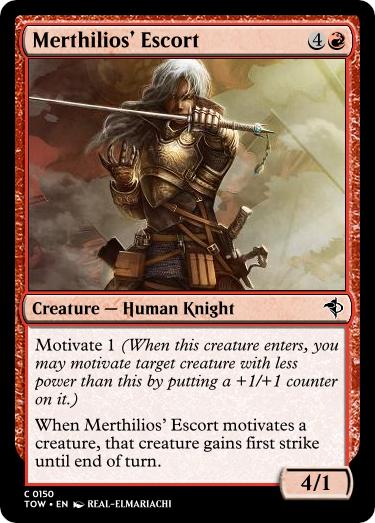 Merthilios' Escort 4
Creature — Human Knight
Motivate 1 (When this creature enters, you
may motivate target creature with less
power than this by putting a +1/+1 counter
on it.)
When Merthilios' Escort motivates a
creature, that creature gains first strike
until end of turn.
4/1
C 0150
TOW • EN REAL-ELMARIACHI